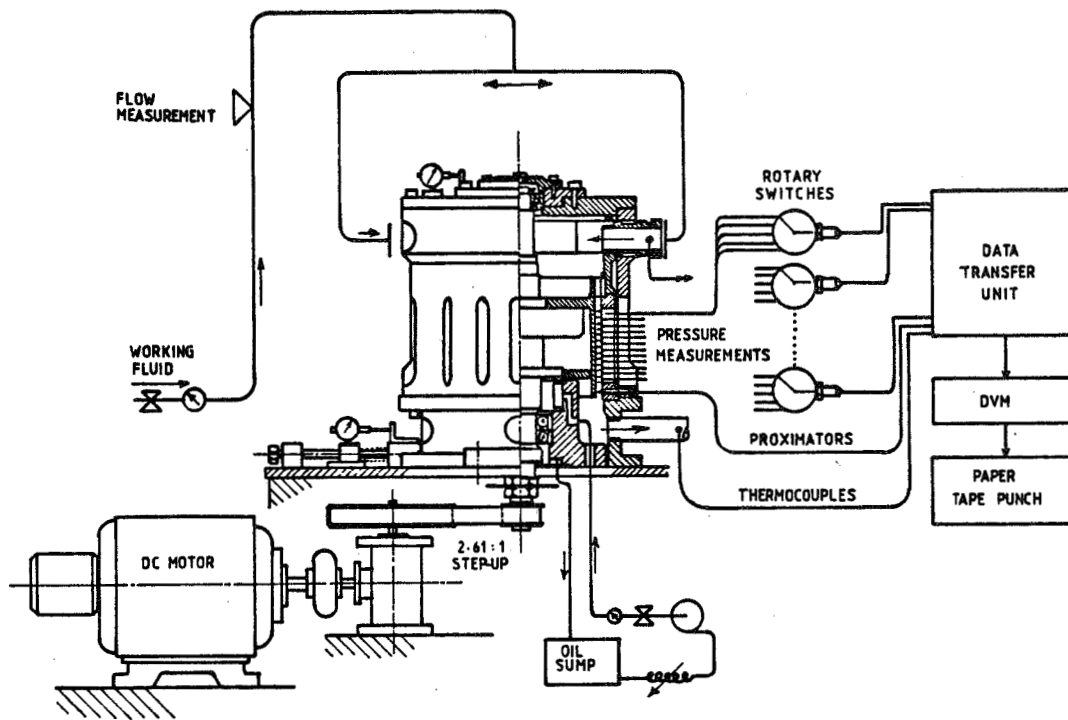 FLOW
MEASUREMENT
WORKING
FLUID
ROTARY
SWITCHES
DATA
TRANSFER
UNIT
PRESSURE
MEASUREMENTS
DVM
PROXIMATORS
PAPER
TAPE PUNCH
THERMOCOUPLES
2·61:1
STEP-UP
DC MOTOR
OIL
SUMP